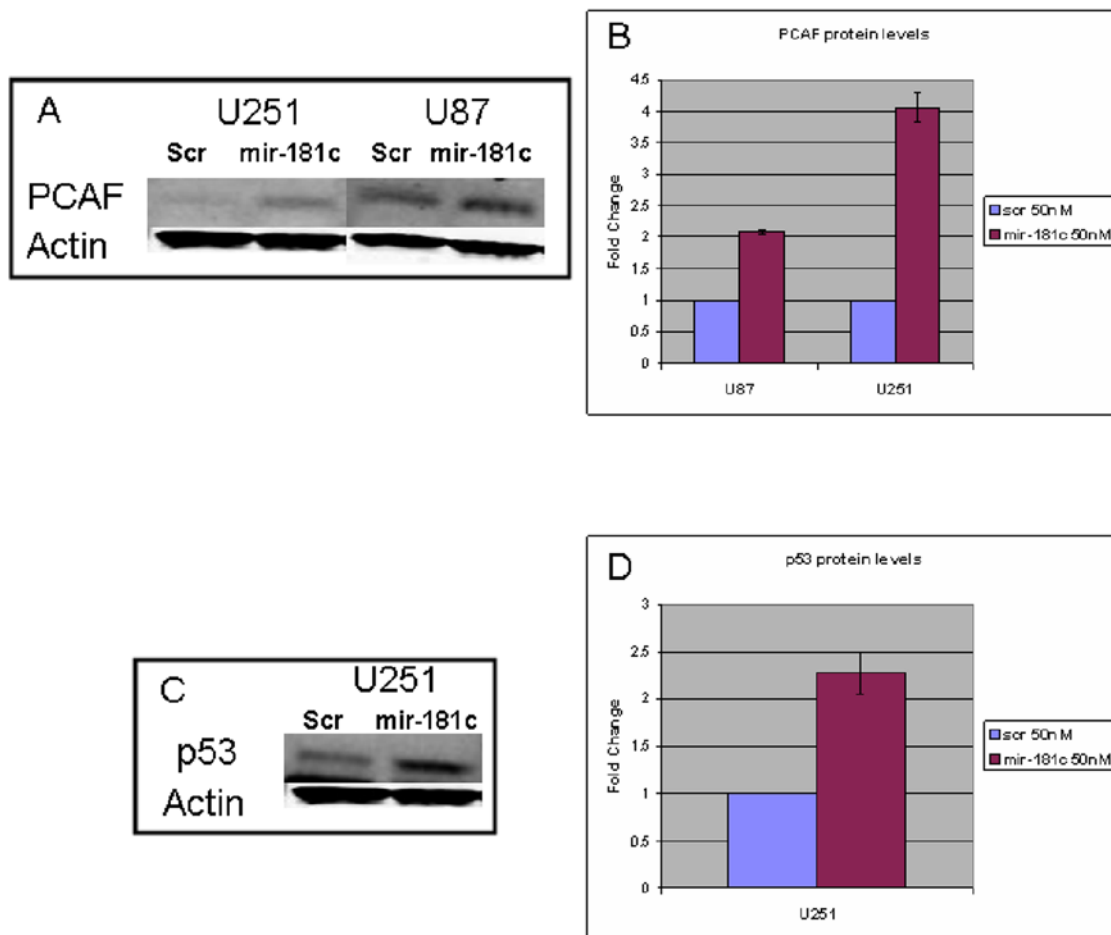 A
U251 U87
Scr mir-181c Scr mir-181c
PCAF
Actin
B
PCAF protein levels
4.5
4
3.5
3
2.5
2
1.5
1
0.5
0
Fold Change
U87 U251
scr 50nM
mir-181c 50nM
C
U251
Scr mir-181c
p53
Actin
D
p53 protein levels
3
2.5
2
1.5
1
0.5
0
Fold Change
U251
scr 50nM
mir-181c 50nM